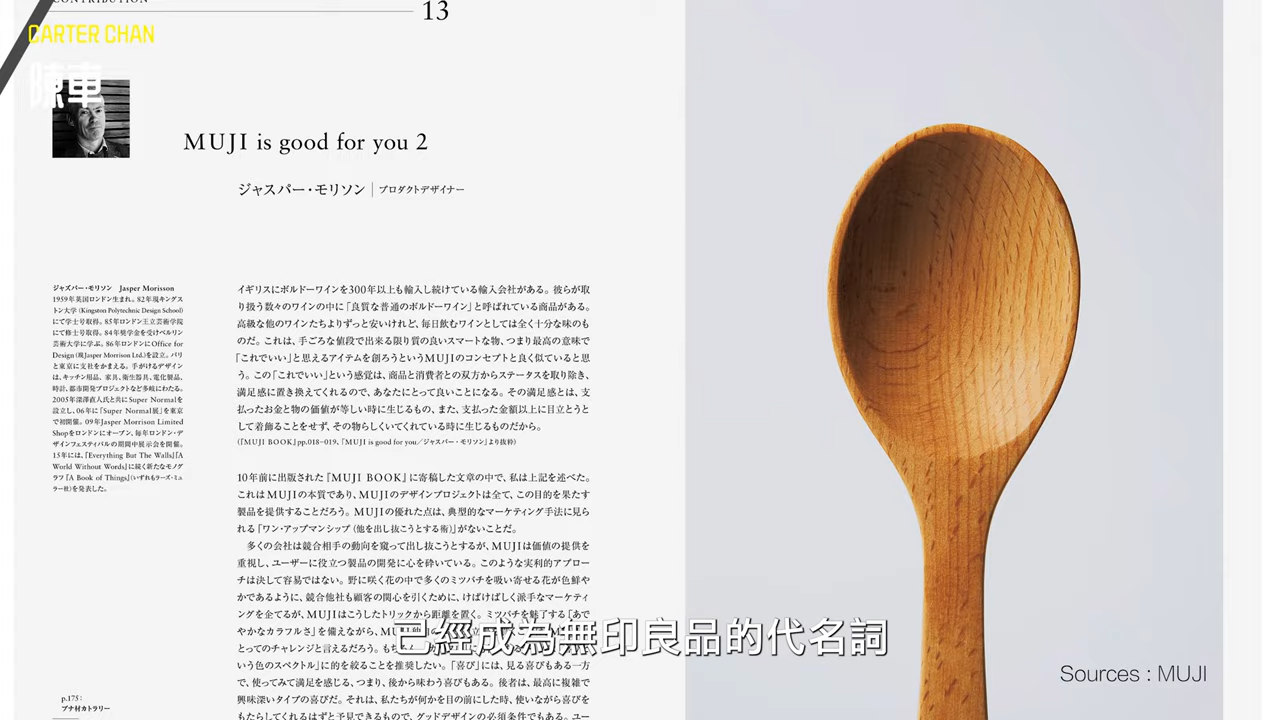 CONTRIBUTION
13
CARTER CHAN
陳車
MUJI is good for you 2
ジャスパー・モリソン｜プロダクトデザイナー
ジャズパー・モリソン　Jasper Morisson
1959年英国ロンドン生まれ。82年現キングス
トン大学 (Kingston Polytechnic Design School)
にて学士号取得。85年ロンドン王立芸術学院
にて修士号取得。84年奨学金を受けベルリン
芸術大学に学ぶ。86年ロンドンにOffice for
Design（現Jasper Morrison Ltd.）を設立。パリ
と東京に支社をかまえる。手がけるデザイン
は、キッチン用品、家具、衛生器具、電化製品、
時計、都市開発プロジェクトなど多岐にわたる。
2005年深澤直人氏と共にSuper Normalを
設立し、06年に「Super Normal展」を東京
で初開催。09年Jasper Morrison Limited
Shopをロンドンにオープン、毎年ロンドン・デ
ザインフェスティバルの期間中展示会を開催。
15年には、『Everything But The Walls』『A
World Without Words』に続く新たなモノグ
ラフ『A Book of Things』（いずれもラーズ・ミュ
ラー社）を発表した。
イギリスにボルドーワインを300年以上も輸入し続けている輸入会社がある。彼らが取
り扱う数々のワインの中に「良質な普通のボルドーワイン」と呼ばれている商品がある。
高級な他のワインたちよりずっと安いけれど、毎日飲むワインとしては全く十分な味のも
のだ。これは、手ごろな値段で出来る限り質の良いスマートな物、つまり最高の意味で
「これでいい」と思えるアイテムを創ろうというMUJIのコンセプトと良く似ていると思
う。この「これでいい」という感覚は、商品と消費者との双方からステータスを取り除き、
満足感に置き換えてくれるので、あなたにとって良いことになる。その満足感とは、支
払ったお金と物の価値が等しい時に生じるもの、また、支払った金額以上に目立とうと
して着飾ることをせず、その物らしくいてくれている時に生じるものだから。
（『MUJI BOOK』pp.018–019、「MUJI is good for you／ジャスパー・モリソン」より抜粋）
10年前に出版された『MUJI BOOK』に寄稿した文章の中で、私は上記を述べた。
これはMUJIの本質であり、MUJIのデザインプロジェクトは全て、この目的を果たす
製品を提供することだろう。MUJIの優れた点は、典型的なマーケティング手法に見ら
れる「ワン・アップマンシップ（他を出し抜こうとする術）」がないことだ。
多くの会社は競合相手の動向を窺って出し抜こうとするが、MUJIは価値の提供を
重視し、ユーザーに役立つ製品の開発に心を砕いている。このような実利的アプロー
チは決して容易ではない。野に咲く花の中で多くのミツバチを吸い寄せる花が色鮮や
かであるように、競合他社も顧客の関心を引くために、けばけばしく派手なマーケティ
ングを企てるが、MUJIはこうしたトリックから距離を置く。ミツバチを魅了する「あで
やかなカラフルさ」を備えながら、MUJI
とってのチャレンジと言えるだろう。
いう色のスペクトル」に的を絞ることを推奨したい。「喜び」には、見る喜びもある一方
で、使ってみて満足を感じる、つまり、後から味わう喜びもある。後者は、最高に複雑で
興味深いタイプの喜びだ。それは、私たちが何かを目の前にした時、使いながら喜びを
もたらしてくれるはずと予見できるもので、グッドデザインの必須条件でもある。ユー
已經成為無印良品的代名詞
Sources : MUJI
p.175：
ブナ材カトラリー